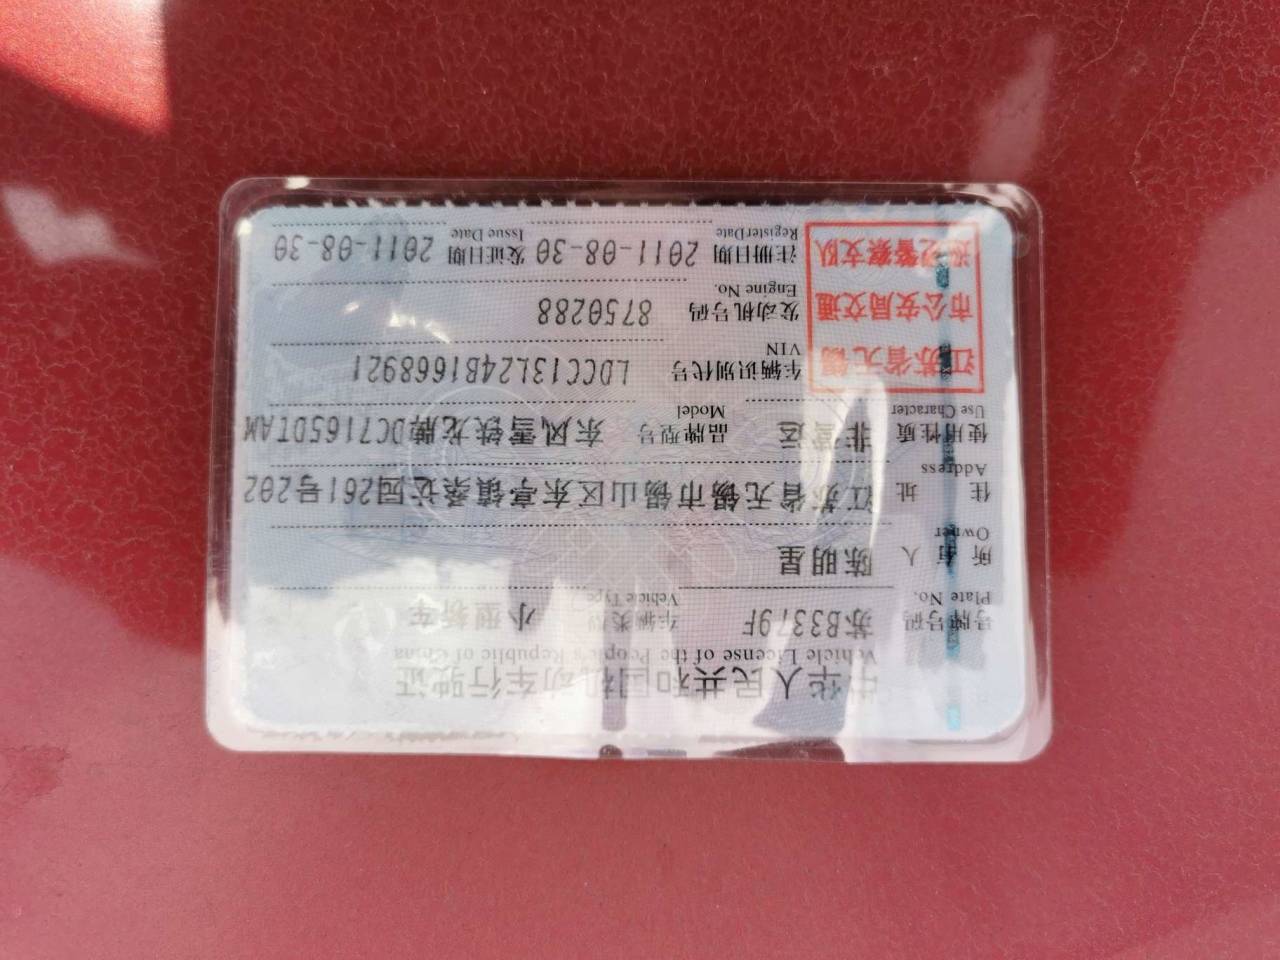 中华人民共和国机动车行驶证
Vehicle License of the People's Republic of China
号牌号码 苏B3379F 车辆类型 小型轿车
Plate No. Vehicle Type
所有人 陈明星
Owner
住址 江苏省无锡市锡山区东亭镇泰达园261号202
Address
使用性质 非营运 品牌型号 东风雪铁龙牌DC7165DTAM
Use Character Model
江苏省无锡
市公安局交通
巡逻警察支队
车辆识别代号 LDCC13L24B1668921
VIN
发动机号码 8750288
Engine No.
注册日期 2011-08-30 发证日期 2011-08-30
Register Date Issue Date